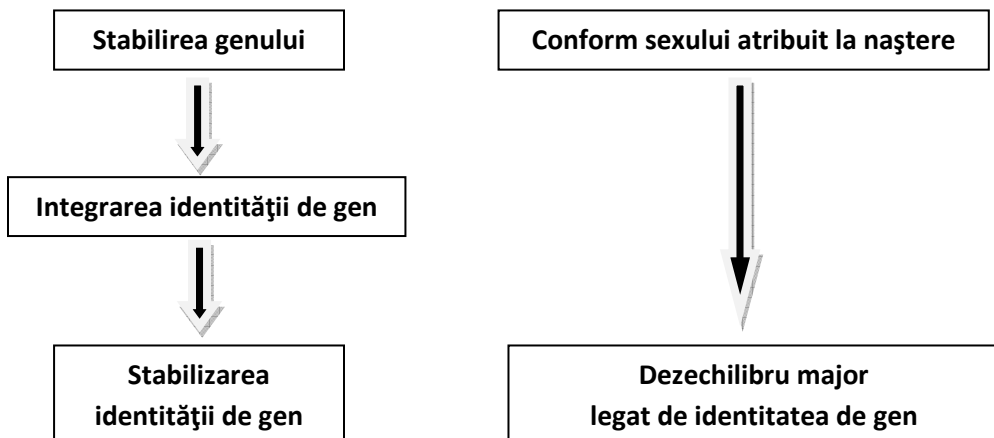 Stabilirea genului
Conform sexului atribuit la naştere
Integrarea identităţii de gen
Stabilizarea
identităţii de gen
Dezechilibru major
legat de identitatea de gen